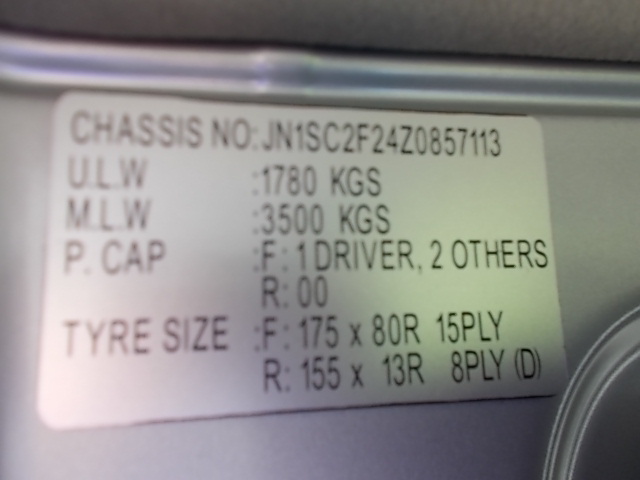 CHASSIS NO:JN1SC2F24Z0857113
U.L.W :1780 KGS
M.L.W :3500 KGS
P. CAP :F: 1 DRIVER, 2 OTHERS
R: 00
TYRE SIZE :F: 175 x 80R 15PLY
R: 155 x 13R 8PLY (D)